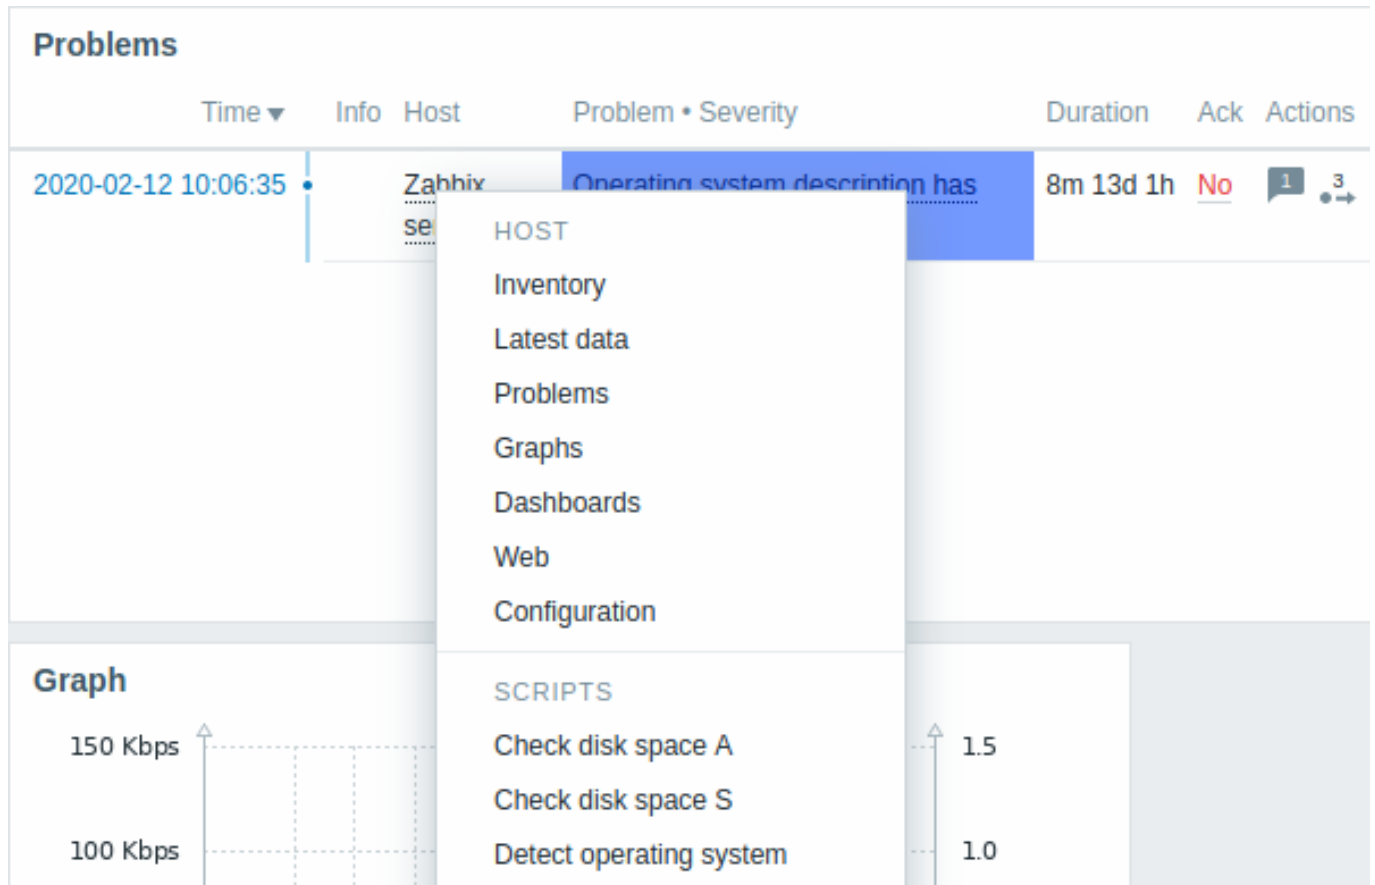 Problems
Time Info Host Problem • Severity Duration Ack Actions
2020-02-12 10:06:35 Zabbix Operating system description has 8m 13d 1h No 1 3
HOST
Inventory
Latest data
Problems
Graphs
Dashboards
Web
Configuration
Graph
SCRIPTS
150 Kbps Check disk space A 1.5
Check disk space S
100 Kbps Detect operating system 1.0